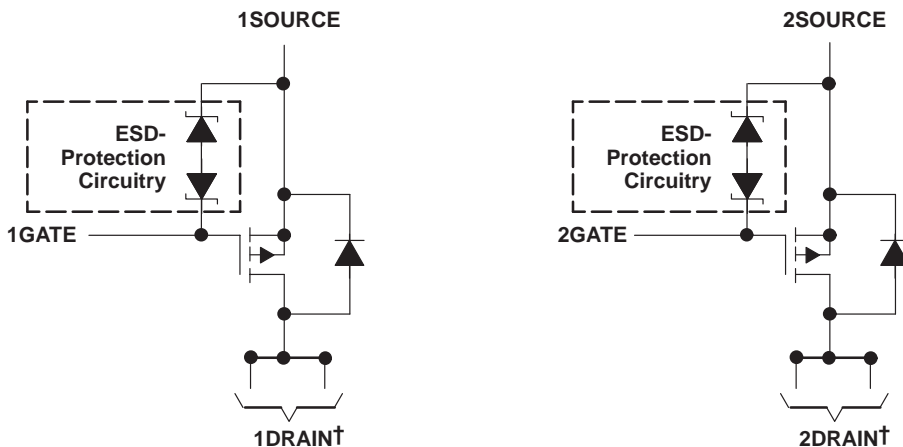 1SOURCE
2SOURCE
ESD-
Protection
Circuitry
ESD-
Protection
Circuitry
1GATE
2GATE
1DRAIN†
2DRAIN†